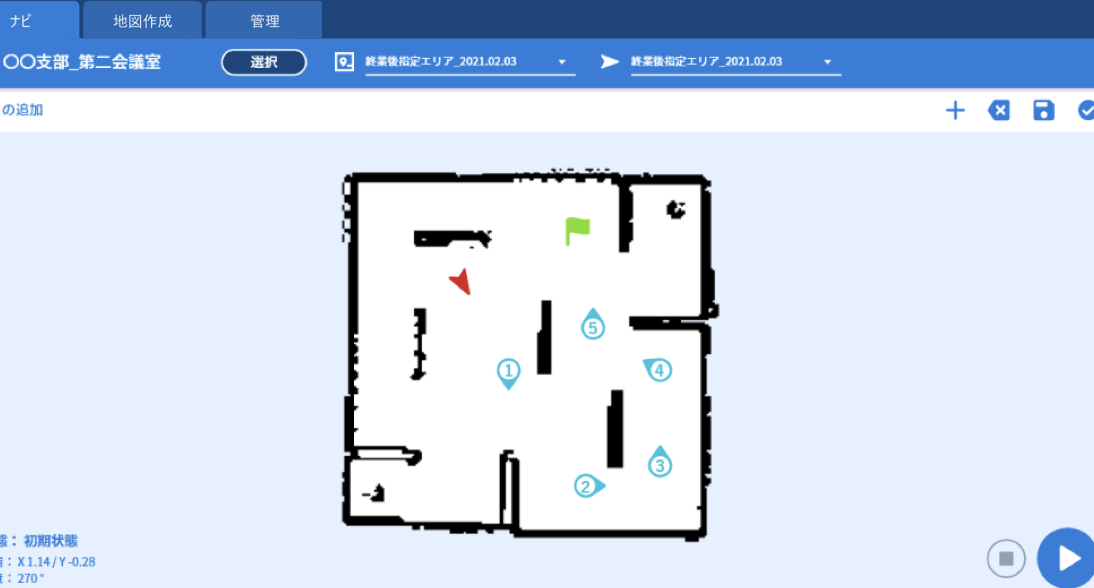 ナビ 地図作成 管理
〇〇支部_第二会議室 選択 終業後指定エリア_2021.02.03 終業後指定エリア_2021.02.03
の追加
5
1
4
3
2
態： 初期状態
： X 1.14 / Y -0.28
： 270 °